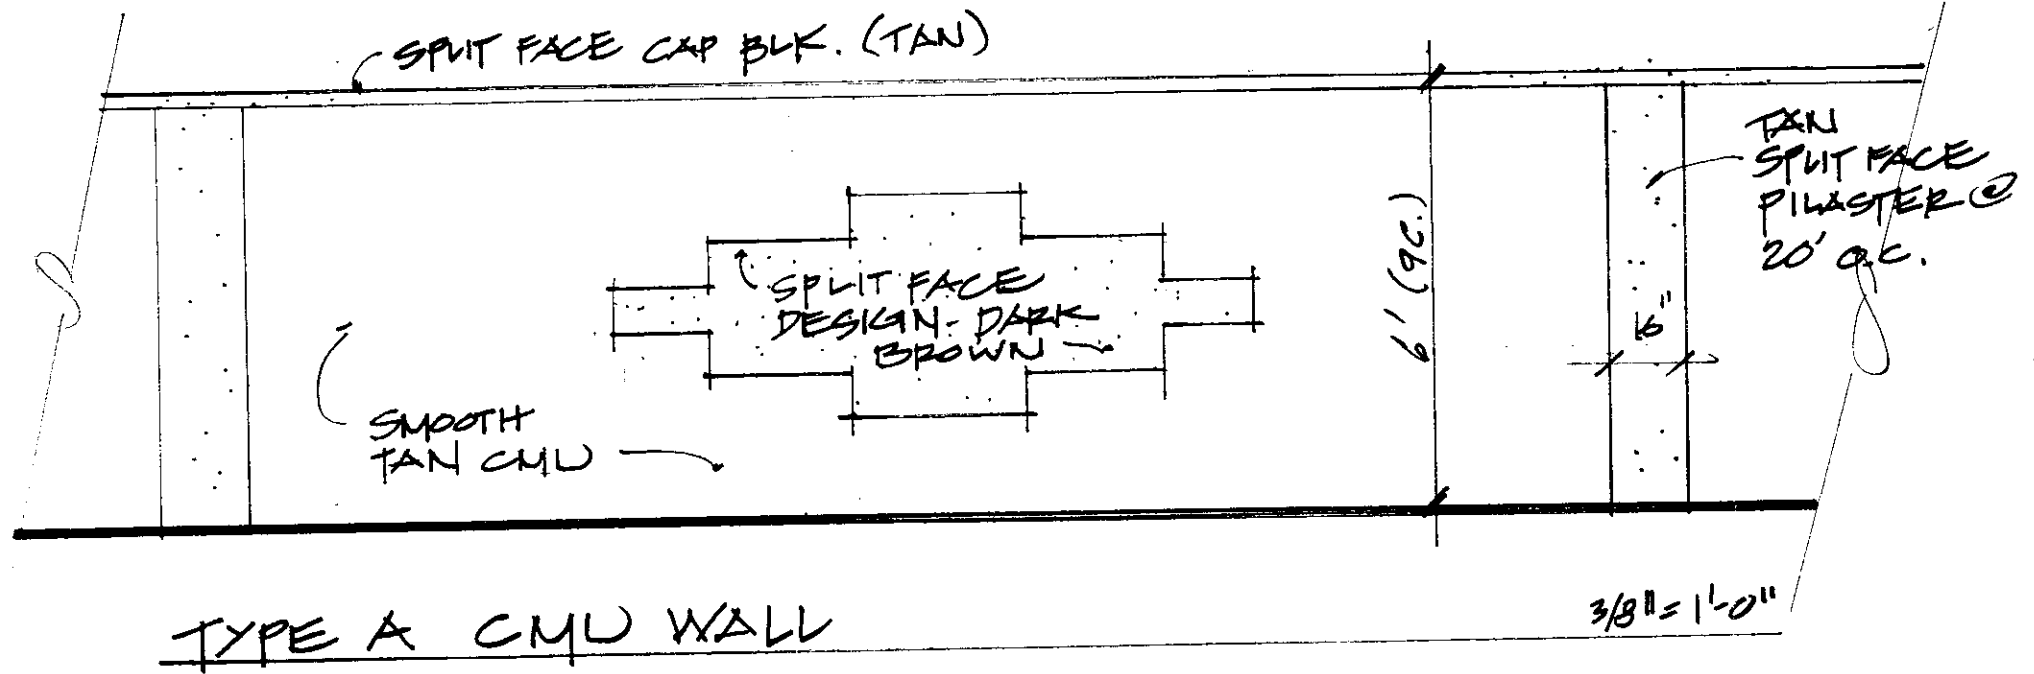 SPLIT FACE CAP BLK. (TAN)
TAN
SPLIT FACE
PILASTER @
20' O.C.
SPLIT FACE
DESIGN - DARK
BROWN
6' (9C.)
16"
SMOOTH
TAN CMU
TYPE A CMU WALL
3/8" = 1'-0"